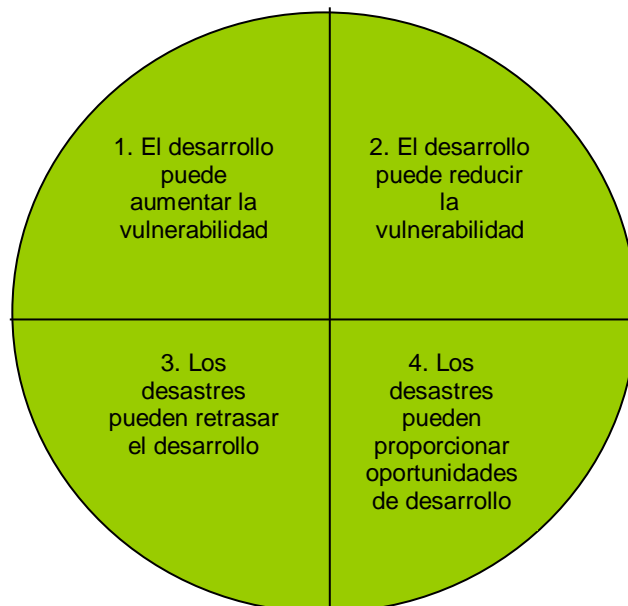 1. El desarrollo
puede
aumentar la
vulnerabilidad
2. El desarrollo
puede reducir
la
vulnerabilidad
3. Los
desastres
pueden retrasar
el desarrollo
4. Los
desastres
pueden
proporcionar
oportunidades
de desarrollo